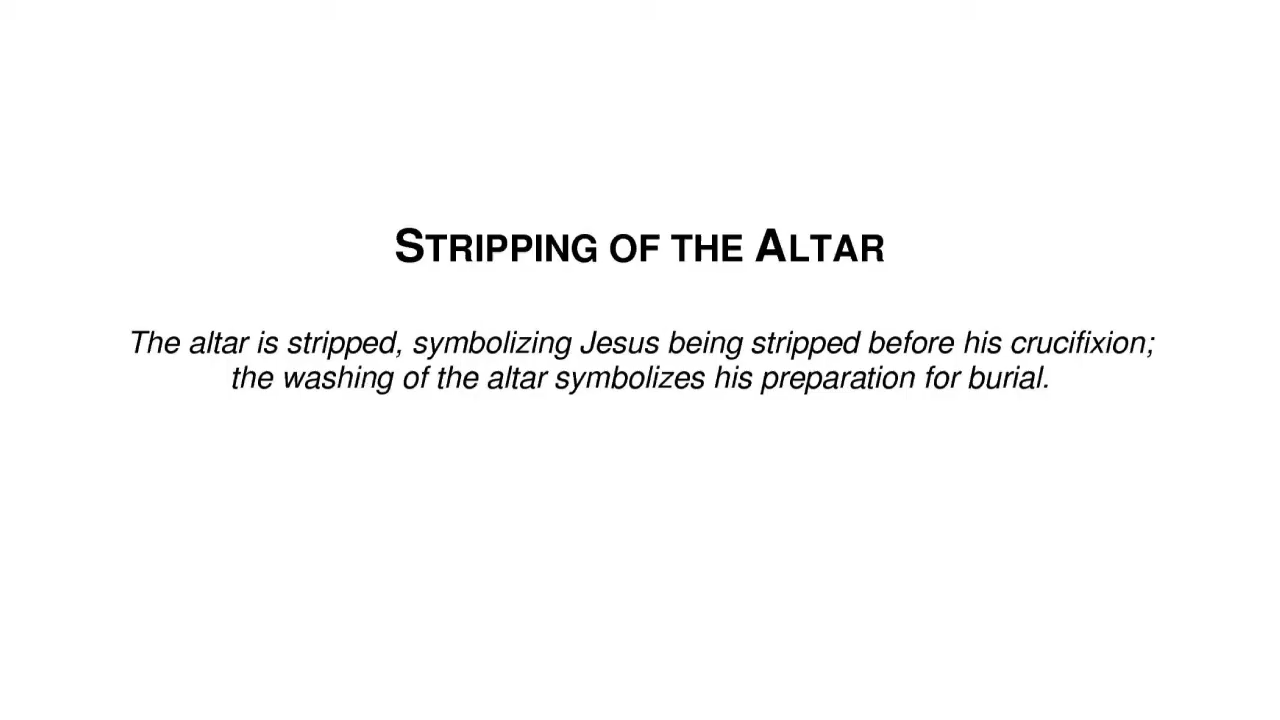 STRIPPING OF THE ALTAR
The altar is stripped, symbolizing Jesus being stripped before his crucifixion;
the washing of the altar symbolizes his preparation for burial.